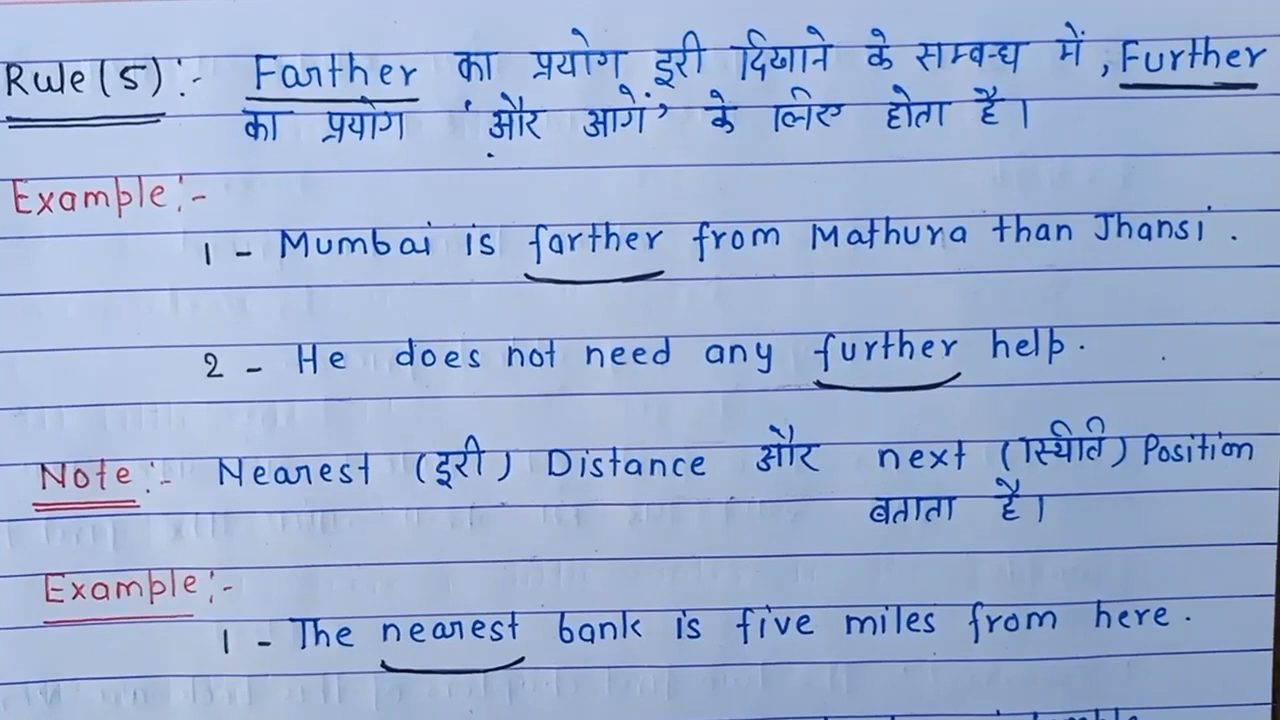 Rule(5):- Farther का प्रयोग इरी दिखाने के सम्बन्ध में, Further
का प्रयोग 'और आगे' के लिए होता है।
Example:-
1 - Mumbai is farther from Mathura than Jhansi.
2 - He does not need any further help.
Note:- Nearest (इरी) Distance और next (स्थिति) Position
बताता है।
Example:-
1 - The nearest bank is five miles from here.